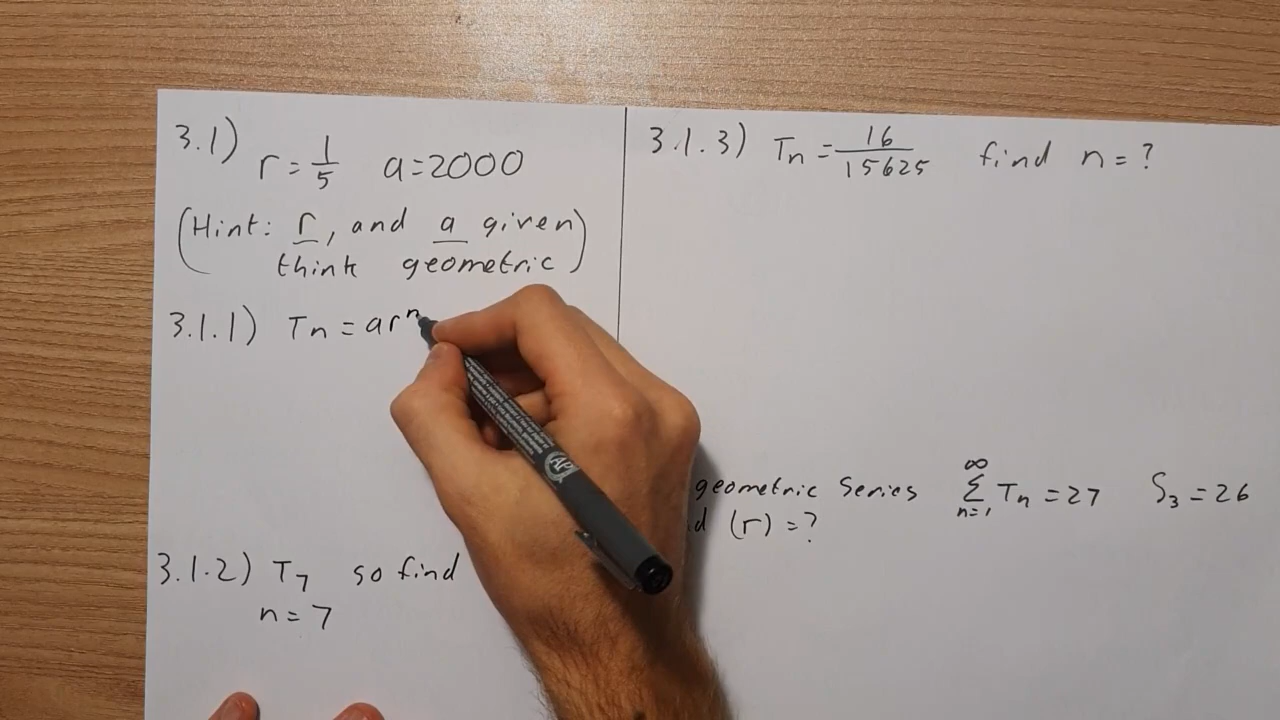 3.1) r = 1/5 a = 2000
(Hint: r, and a given
think geometric)
3.1.1) Tn = ar^n
3.1.2) T7 so find
n = 7
3.1.3) Tn = 16/15625 find n = ?
geometric Series ∞ Σ n=1 Tn = 27 S3 = 26
(r) = ?